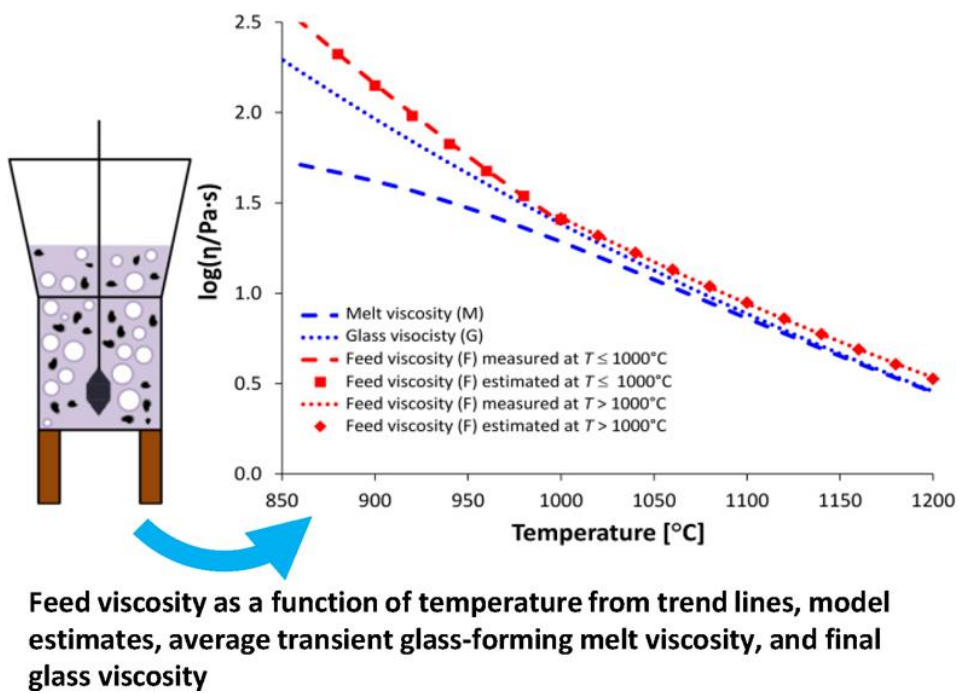 2.5
2.0
1.5
1.0
0.5
0.0
log(η/Pa·s)
Melt viscosity (M)
Glass visocisty (G)
Feed viscosity (F) measured at T ≤ 1000°C
Feed viscosity (F) estimated at T ≤ 1000°C
Feed viscosity (F) measured at T > 1000°C
Feed viscosity (F) estimated at T > 1000°C
850 900 950 1000 1050 1100 1150 1200
Temperature [°C]
Feed viscosity as a function of temperature from trend lines, model
estimates, average transient glass-forming melt viscosity, and final
glass viscosity